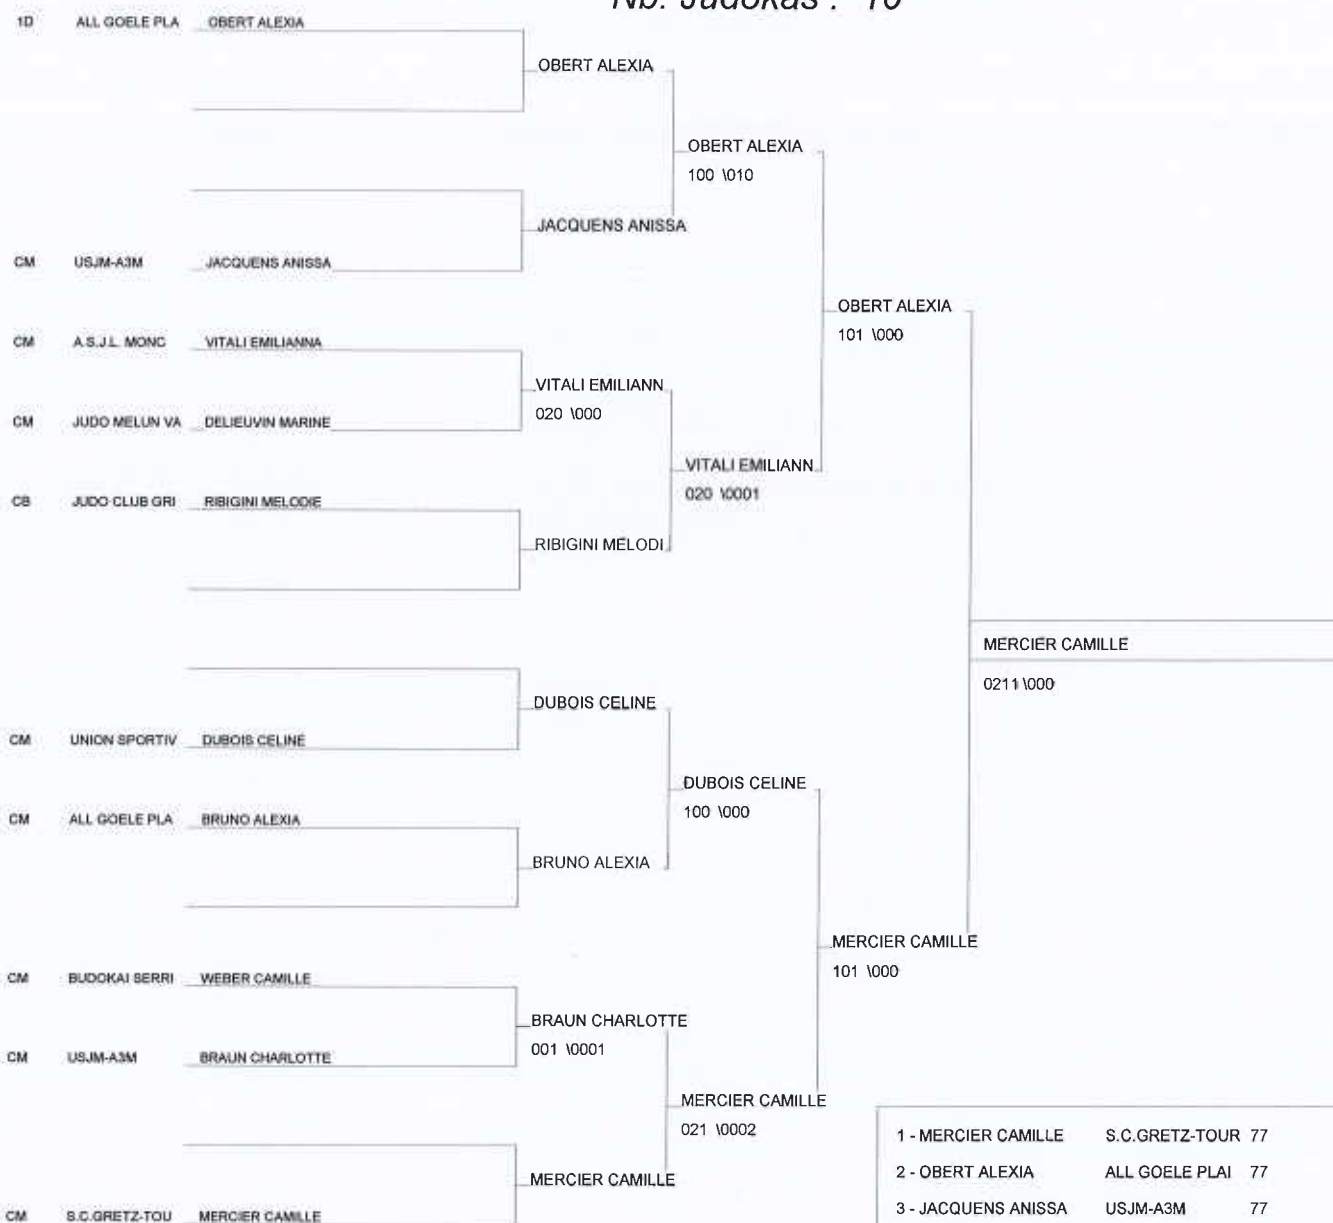 Nb. Judokas : 10
1D ALL GOELE PLA OBERT ALEXIA
OBERT ALEXIA
OBERT ALEXIA
100 \010
JACQUENS ANISSA
CM USJM-A3M JACQUENS ANISSA
OBERT ALEXIA
101 \000
CM A.S.J.L. MONC VITALI EMILIANNA
VITALI EMILIANN
020 \000
CM JUDO MELUN VA DELIEUVIN MARINE
VITALI EMILIANN
020 \0001
CB JUDO CLUB GRI RIBIGINI MELODIE
RIBIGINI MELODI
MERCIER CAMILLE
0211 \000
DUBOIS CELINE
CM UNION SPORTIV DUBOIS CELINE
DUBOIS CELINE
100 \000
CM ALL GOELE PLA BRUNO ALEXIA
BRUNO ALEXIA
MERCIER CAMILLE
101 \000
CM BUDOKAI SERRI WEBER CAMILLE
BRAUN CHARLOTTE
001 \0001
CM USJM-A3M BRAUN CHARLOTTE
MERCIER CAMILLE
021 \0002
MERCIER CAMILLE
CM S.C.GRETZ-TOU MERCIER CAMILLE
1 - MERCIER CAMILLE S.C.GRETZ-TOUR 77
2 - OBERT ALEXIA ALL GOELE PLAI 77
3 - JACQUENS ANISSA USJM-A3M 77